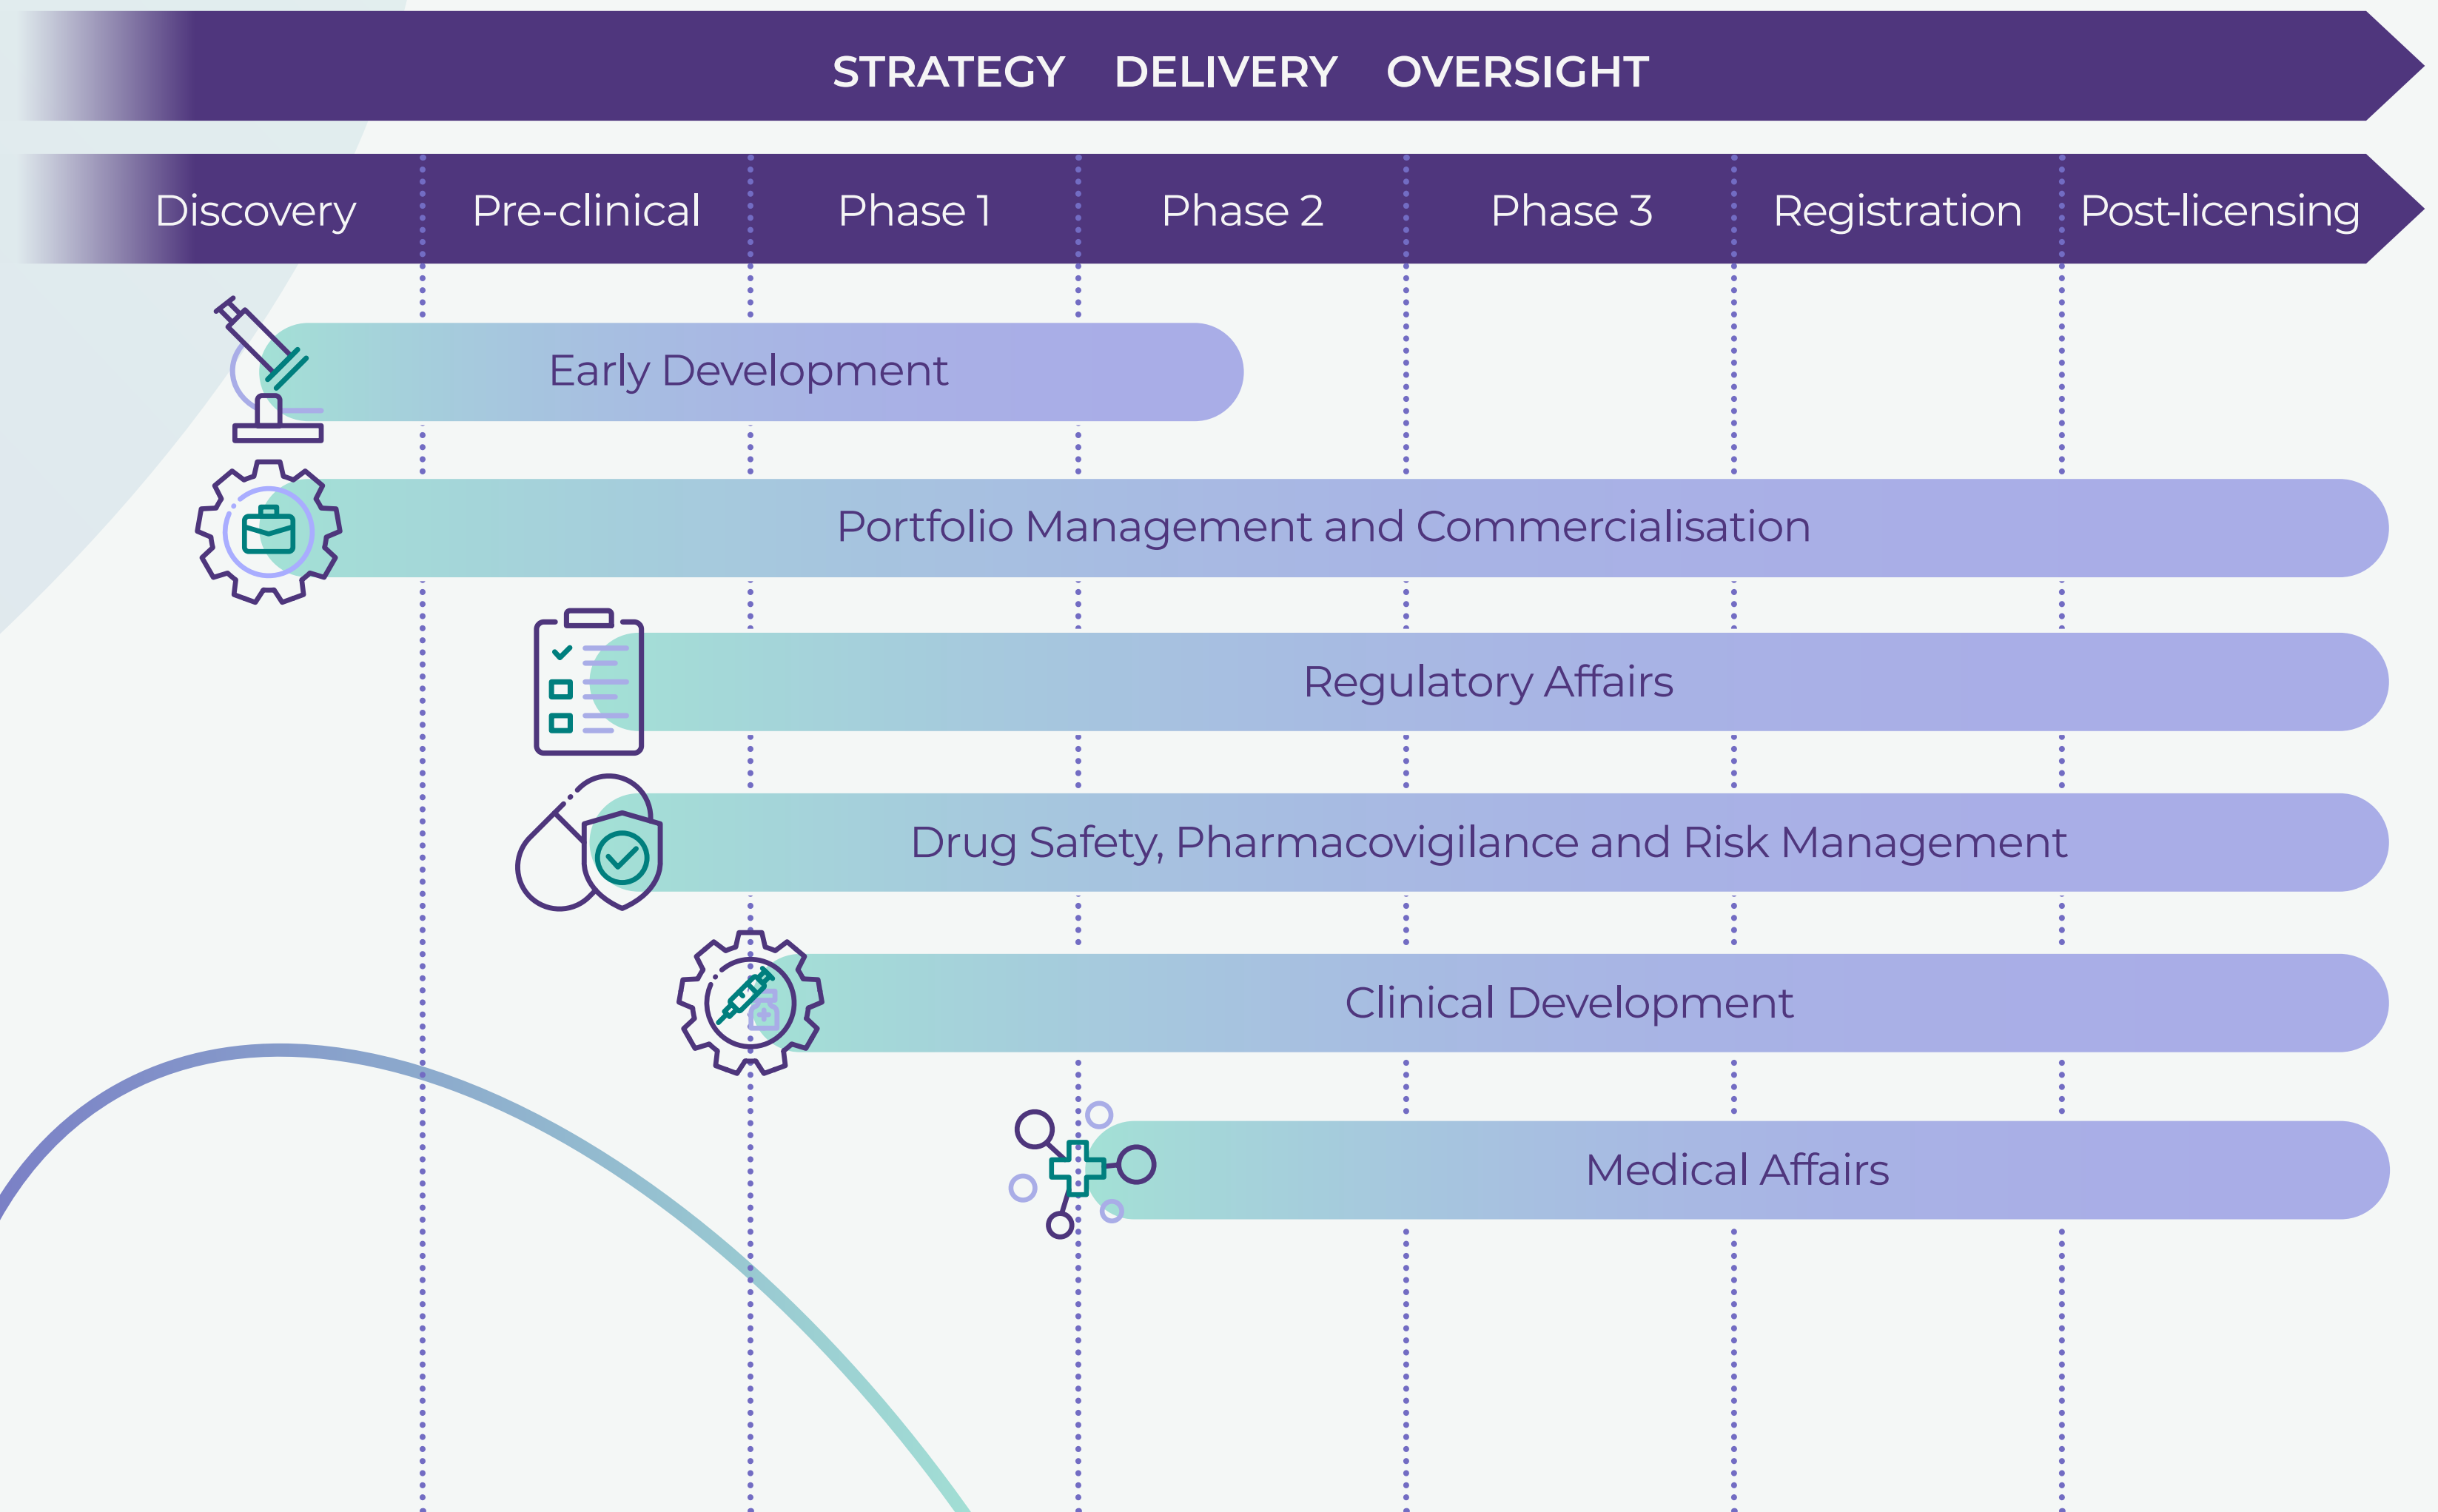 STRATEGY DELIVERY OVERSIGHT
Discovery Pre-clinical Phase 1 Phase 2 Phase 3 Registration Post-licensing
Early Development
Portfolio Management and Commercialisation
Regulatory Affairs
Drug Safety, Pharmacovigilance and Risk Management
Clinical Development
Medical Affairs